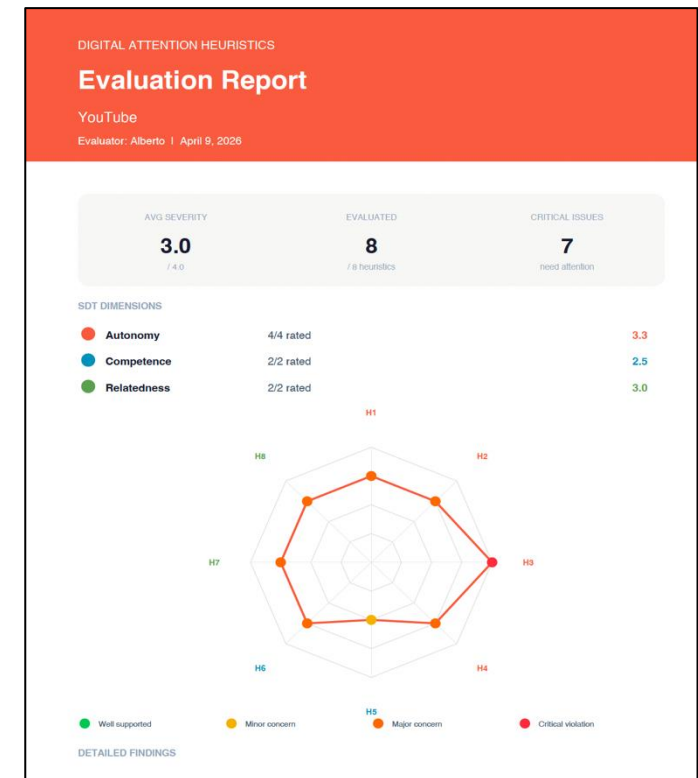 DIGITAL ATTENTION HEURISTICS
Evaluation Report
YouTube
Evaluator: Alberto | April 9, 2026
AVG SEVERITY EVALUATED CRITICAL ISSUES
3.0 8 7
/ 4.0 / 8 heuristics need attention
SDT DIMENSIONS
Autonomy 4/4 rated 3.3
Competence 2/2 rated 2.5
Relatedness 2/2 rated 3.0
H1
H8 H2
H7 H3
H6 H4
H5
Well supported Minor concern Major concern Critical violation
DETAILED FINDINGS